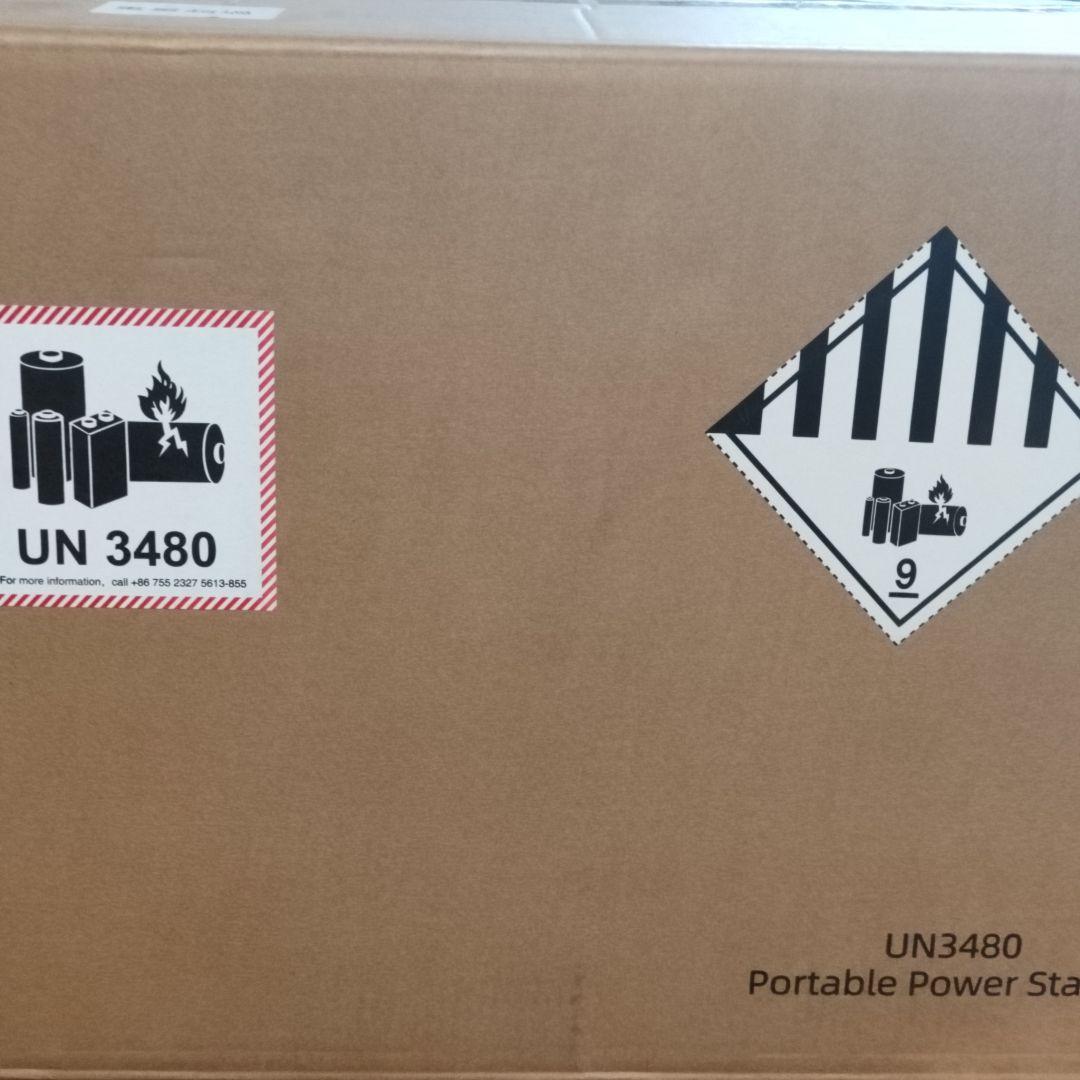 UN 3480
For more information, call +86 755 2327 5613-855
9
UN3480
Portable Power Sta